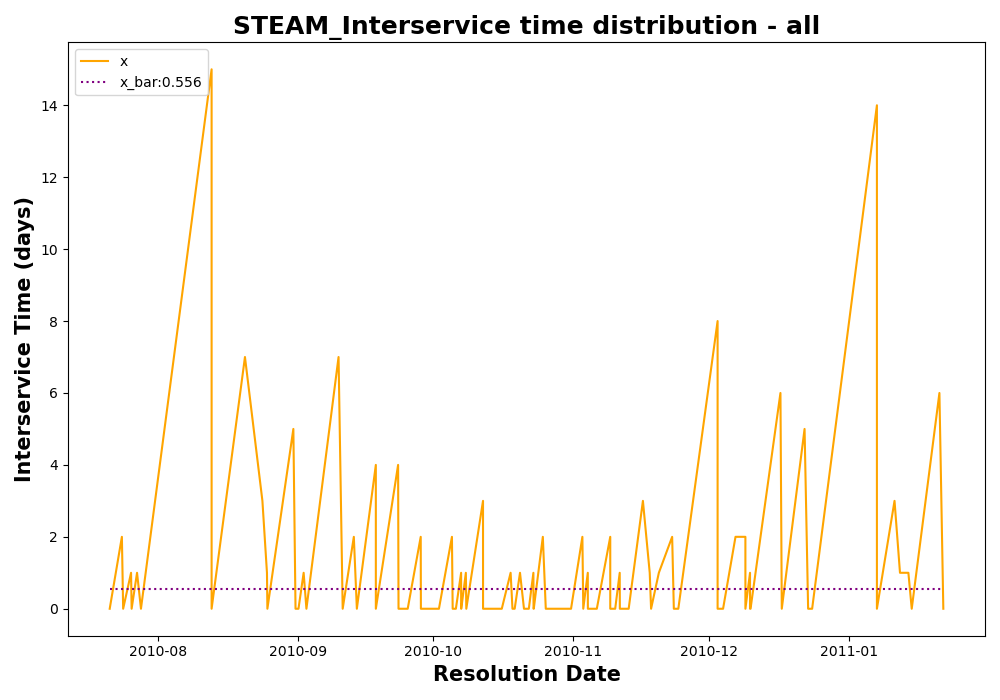 STEAM_Interservice time distribution - all
x
x_bar:0.556
Interservice Time (days)
14
12
10
8
6
4
2
0
2010-08 2010-09 2010-10 2010-11 2010-12 2011-01
Resolution Date